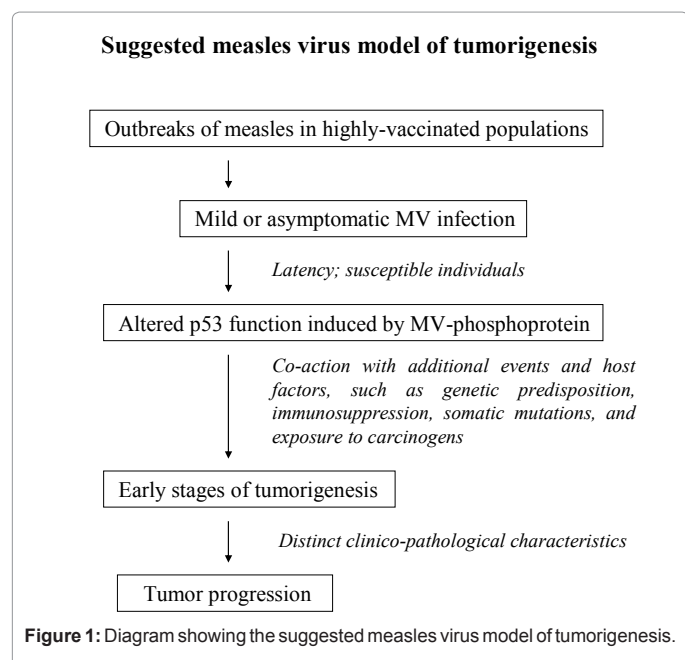 Suggested measles virus model of tumorigenesis
Outbreaks of measles in highly-vaccinated populations
Mild or asymptomatic MV infection
Latency; susceptible individuals
Altered p53 function induced by MV-phosphoprotein
Co-action with additional events and host
factors, such as genetic predisposition,
immunosuppression, somatic mutations, and
exposure to carcinogens
Early stages of tumorigenesis
Distinct clinico-pathological characteristics
Tumor progression
Figure 1: Diagram showing the suggested measles virus model of tumorigenesis.